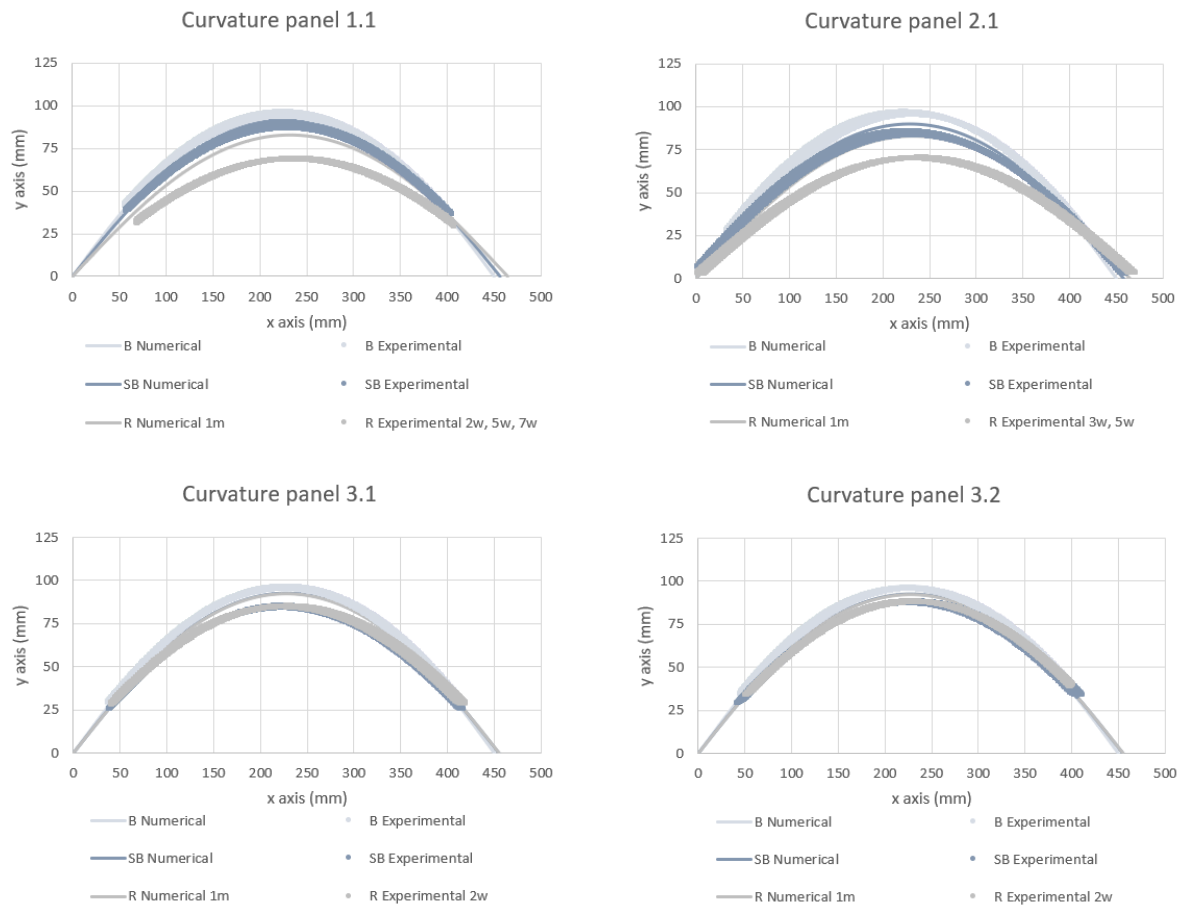 Curvature panel 1.1
125
100
75
50
25
0
y axis (mm)
0 50 100 150 200 250 300 350 400 450 500
x axis (mm)
B Numerical B Experimental
SB Numerical SB Experimental
R Numerical 1m R Experimental 2w, 5w, 7w
Curvature panel 2.1
125
100
75
50
25
0
y axis (mm)
0 50 100 150 200 250 300 350 400 450 500
x axis (mm)
B Numerical B Experimental
SB Numerical SB Experimental
R Numerical 1m R Experimental 3w, 5w
Curvature panel 3.1
125
100
75
50
25
0
y axis (mm)
0 50 100 150 200 250 300 350 400 450 500
x axis (mm)
B Numerical B Experimental
SB Numerical SB Experimental
R Numerical 1m R Experimental 2w
Curvature panel 3.2
125
100
75
50
25
0
y axis (mm)
0 50 100 150 200 250 300 350 400 450 500
x axis (mm)
B Numerical B Experimental
SB Numerical SB Experimental
R Numerical 1m R Experimental 2w